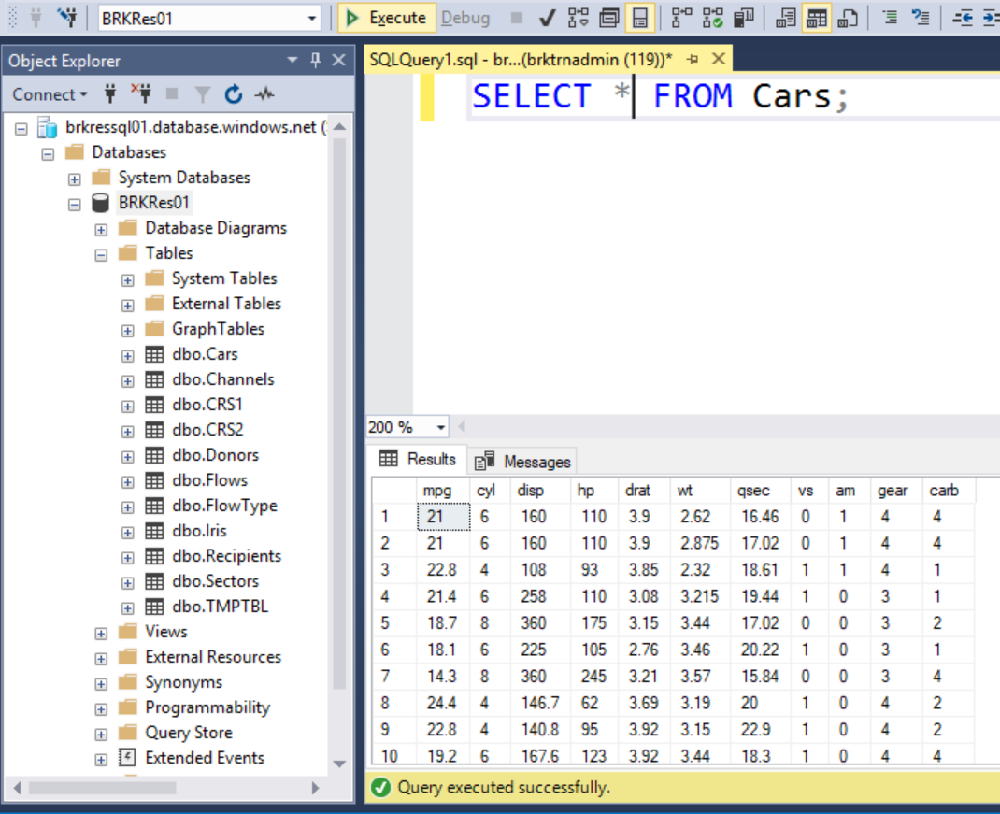 BRKRes01 Execute Debug
Object Explorer
Connect
brkressql01.database.windows.net (
Databases
System Databases
BRKRes01
Database Diagrams
Tables
System Tables
External Tables
GraphTables
dbo.Cars
dbo.Channels
dbo.CRS1
dbo.CRS2
dbo.Donors
dbo.Flows
dbo.FlowType
dbo.Iris
dbo.Recipients
dbo.Sectors
dbo.TMPTBL
Views
External Resources
Synonyms
Programmability
Query Store
Extended Events
SQLQuery1.sql - br...(brktrnadmin (119))*
SELECT * FROM Cars;
200 %
Results Messages
mpg cyl disp hp drat wt qsec vs am gear carb
1 21 6 160 110 3.9 2.62 16.46 0 1 4 4
2 21 6 160 110 3.9 2.875 17.02 0 1 4 4
3 22.8 4 108 93 3.85 2.32 18.61 1 1 4 1
4 21.4 6 258 110 3.08 3.215 19.44 1 0 3 1
5 18.7 8 360 175 3.15 3.44 17.02 0 0 3 2
6 18.1 6 225 105 2.76 3.46 20.22 1 0 3 1
7 14.3 8 360 245 3.21 3.57 15.84 0 0 3 4
8 24.4 4 146.7 62 3.69 3.19 20 1 0 4 2
9 22.8 4 140.8 95 3.92 3.15 22.9 1 0 4 2
10 19.2 6 167.6 123 3.92 3.44 18.3 1 0 4 4
Query executed successfully.